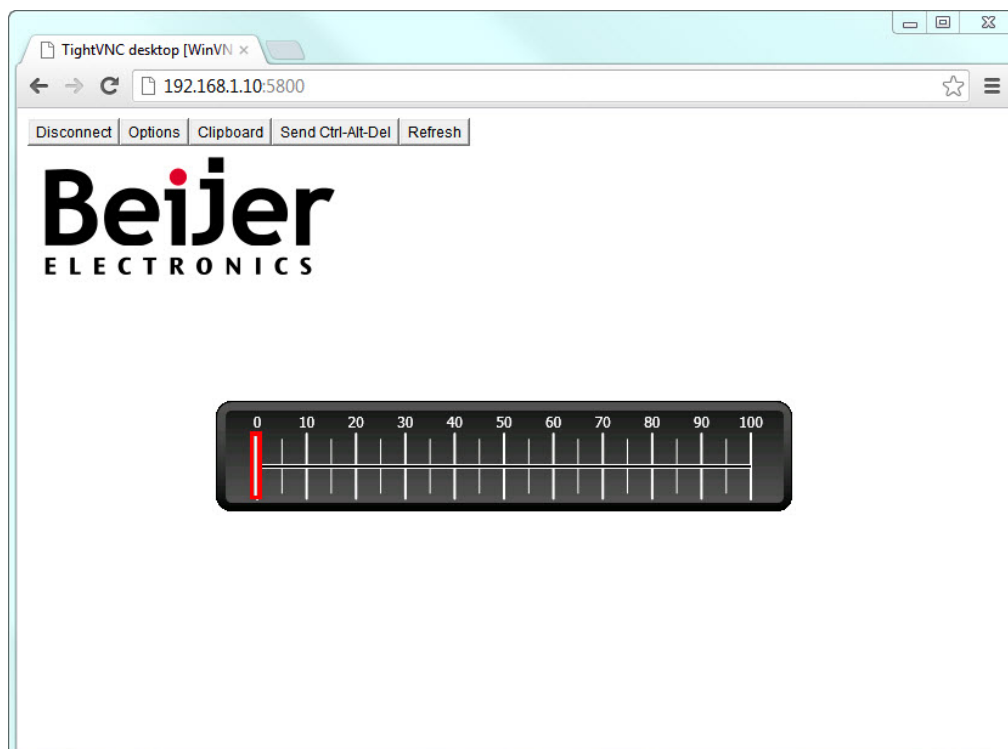 TightVNC desktop [WinVN
192.168.1.10:5800
Disconnect Options Clipboard Send Ctrl-Alt-Del Refresh
Beijer
ELECTRONICS
0 10 20 30 40 50 60 70 80 90 100